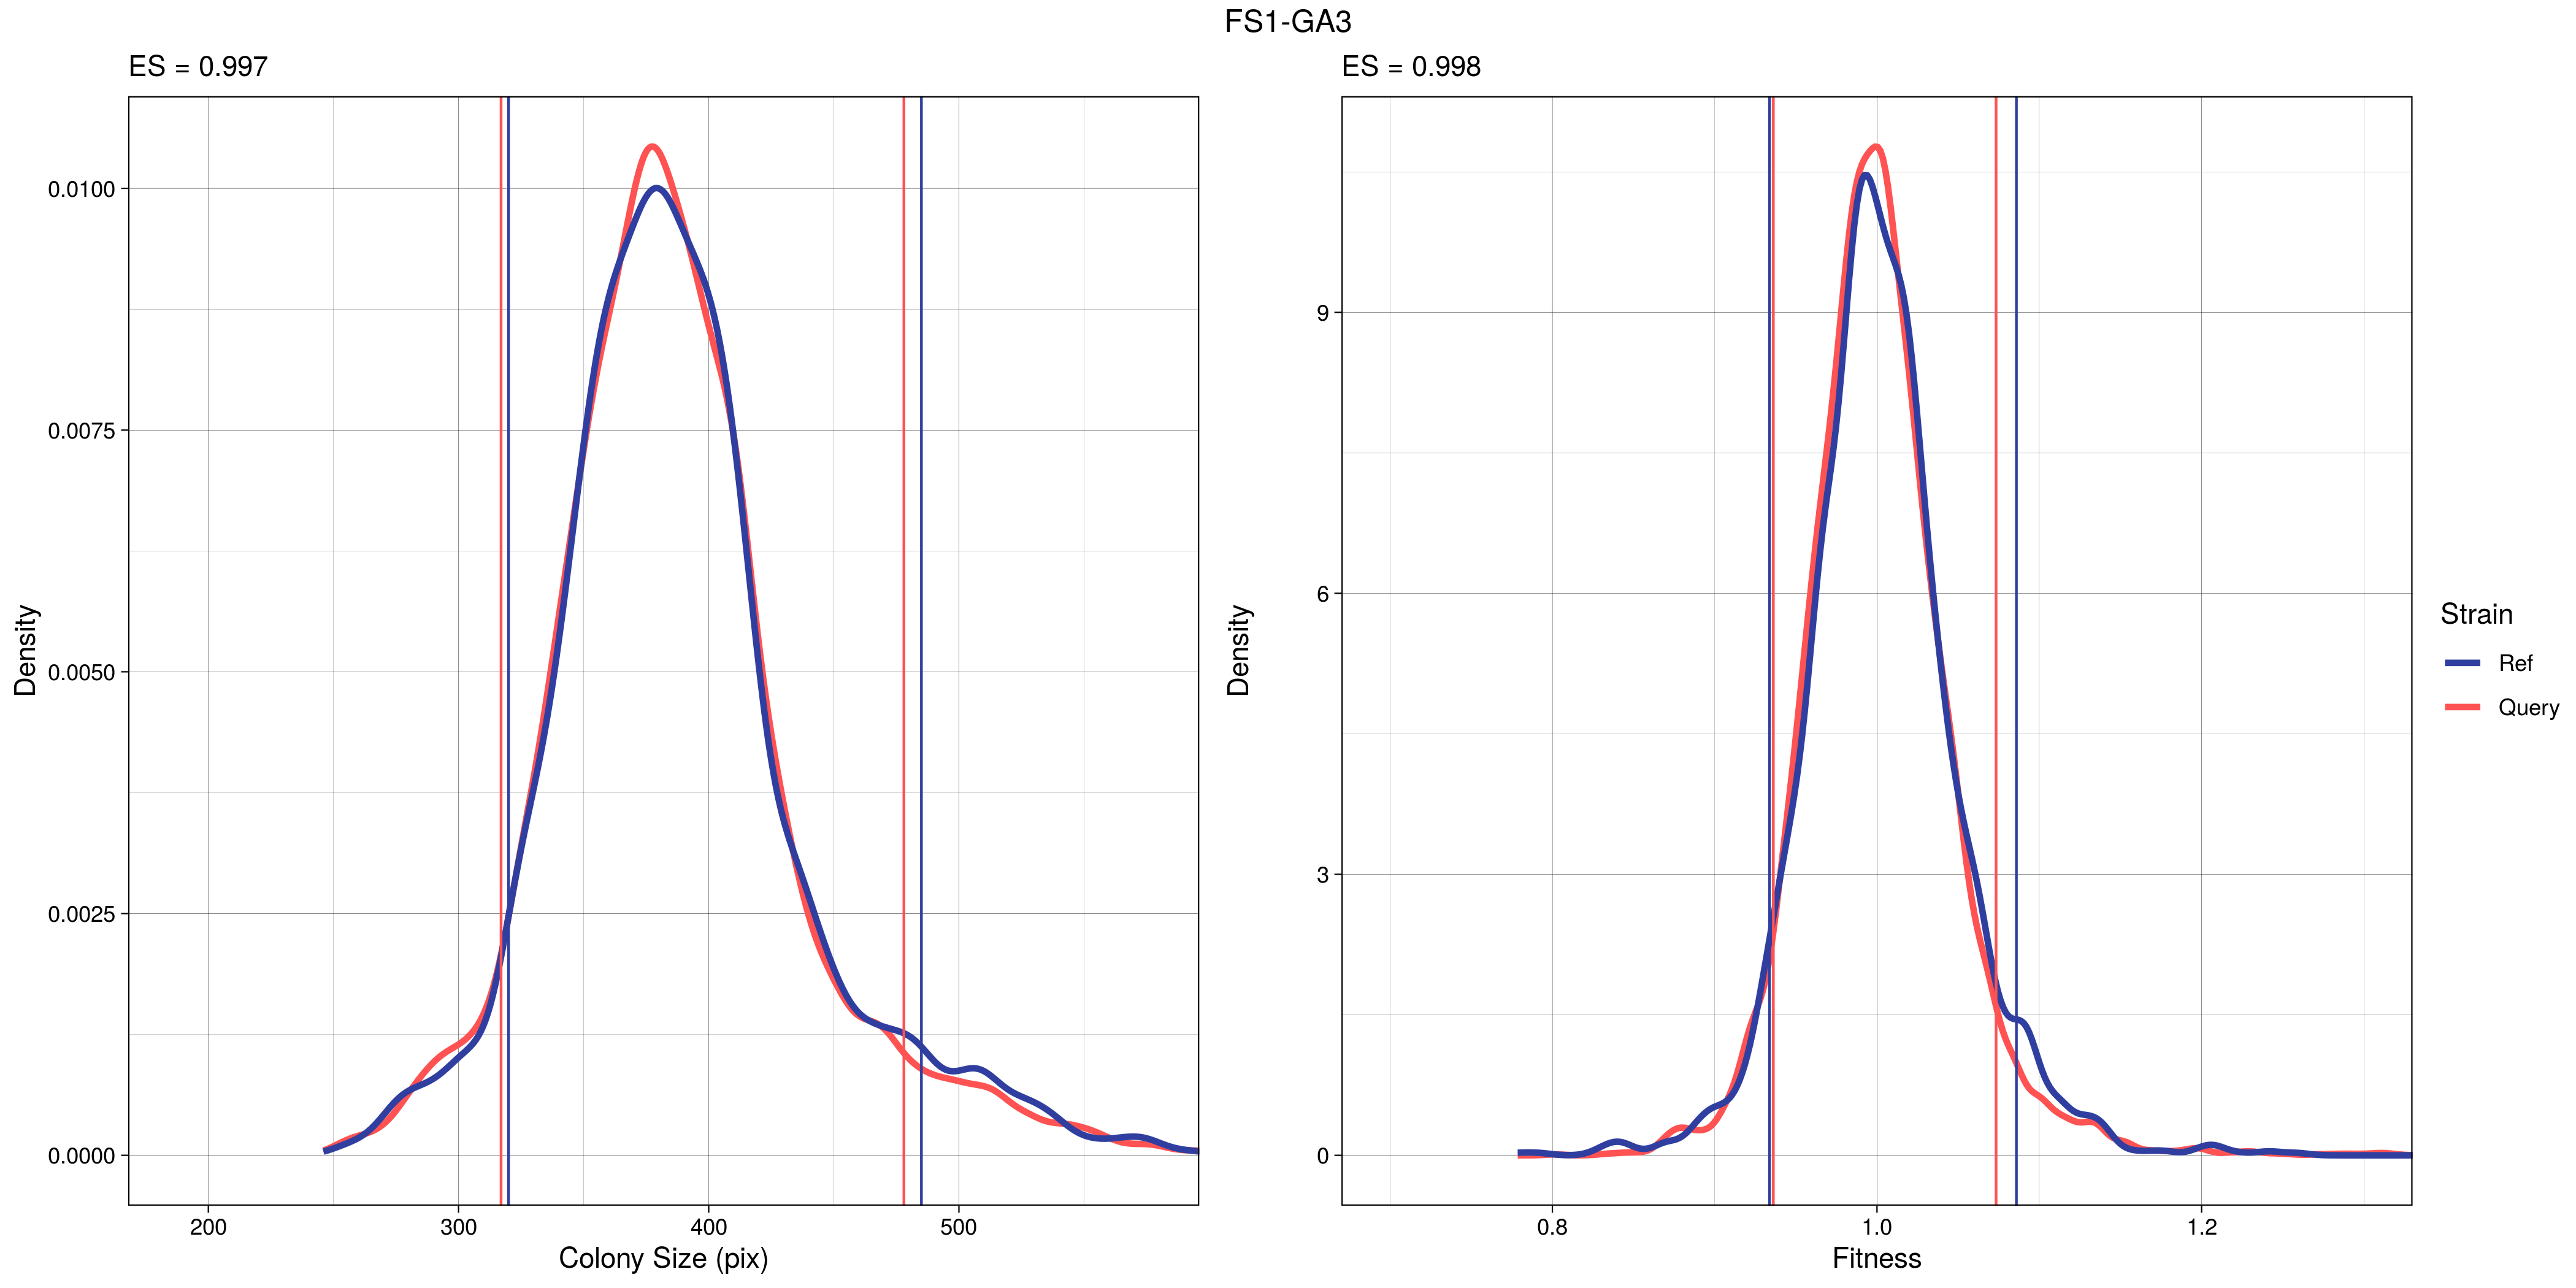 FS1-GA3
ES = 0.997
Density
0.0100
0.0075
0.0050
0.0025
0.0000
200 300 400 500
Colony Size (pix)
ES = 0.998
Density
9
6
3
0
0.8 1.0 1.2
Fitness
Strain
Ref
Query